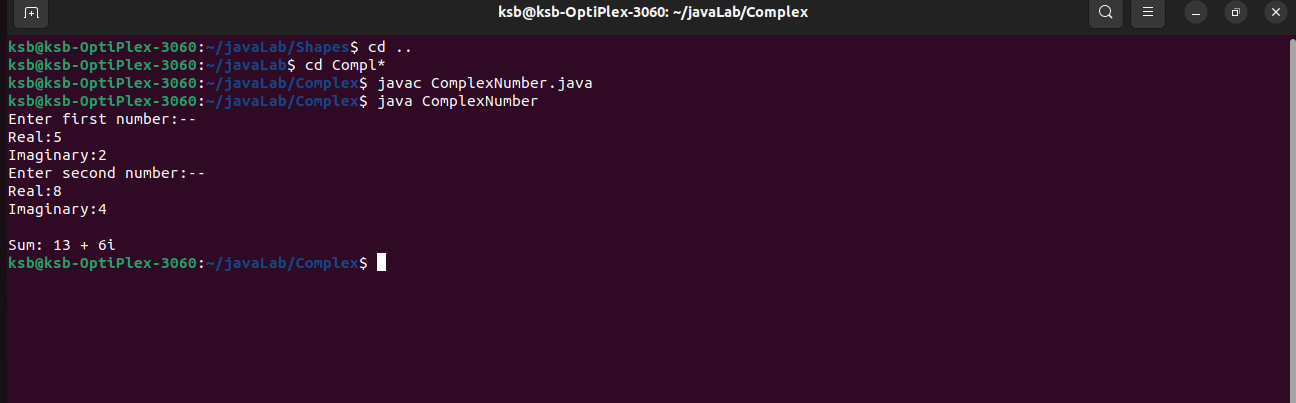 ksb@ksb-OptiPlex-3060: ~/javaLab/Complex
ksb@ksb-OptiPlex-3060:~/javaLab/Shapes$ cd ..
ksb@ksb-OptiPlex-3060:~/javaLab$ cd Compl*
ksb@ksb-OptiPlex-3060:~/javaLab/Complex$ javac ComplexNumber.java
ksb@ksb-OptiPlex-3060:~/javaLab/Complex$ java ComplexNumber
Enter first number:--
Real:5
Imaginary:2
Enter second number:--
Real:8
Imaginary:4
Sum: 13 + 6i
ksb@ksb-OptiPlex-3060:~/javaLab/Complex$